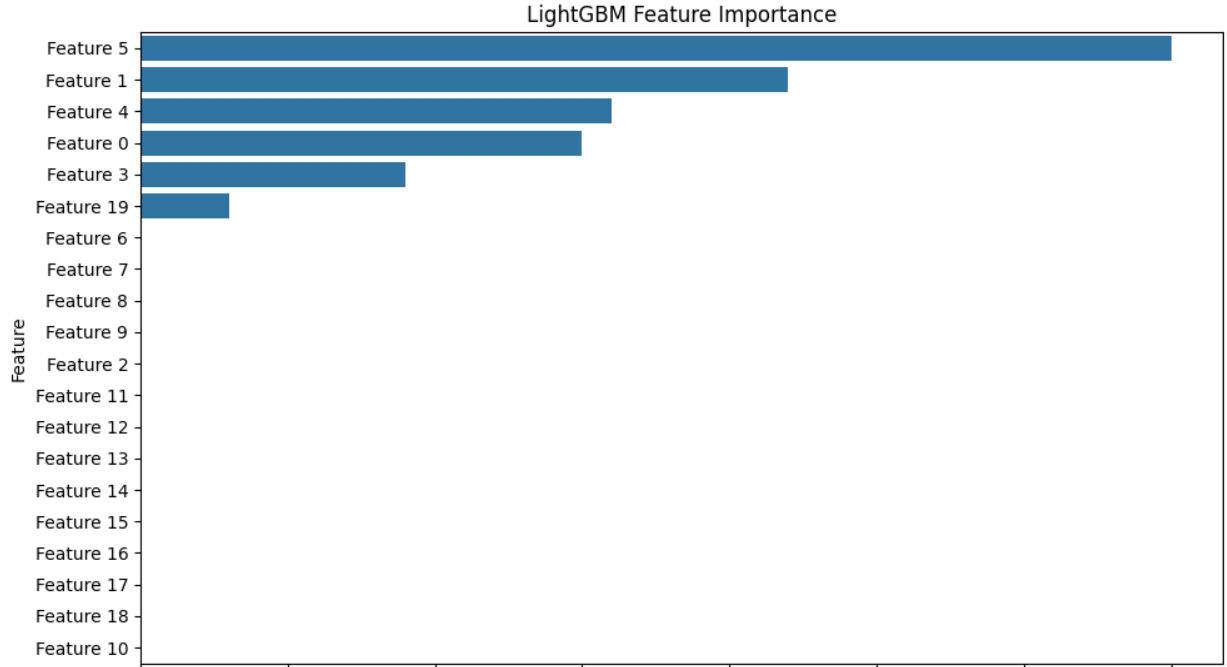 LightGBM Feature Importance
Feature 5
Feature 1
Feature 4
Feature 0
Feature 3
Feature 19
Feature 6
Feature 7
Feature 8
Feature 9
Feature 2
Feature 11
Feature 12
Feature 13
Feature 14
Feature 15
Feature 16
Feature 17
Feature 18
Feature 10
Feature